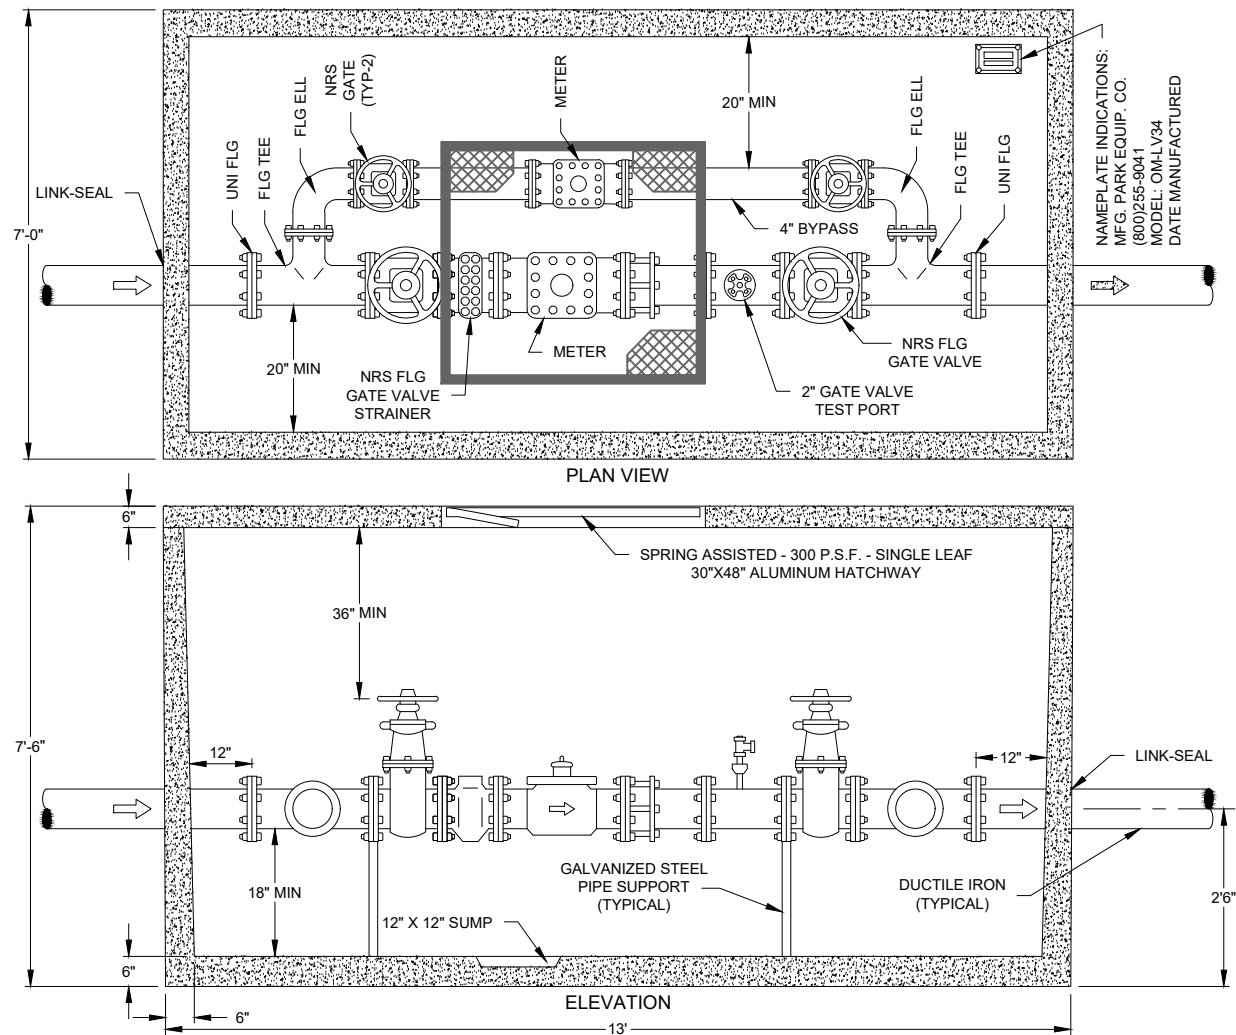 NRS
GATE
(TYP-2)
FLG ELL
METER
20" MIN
FLG ELL
NAMEPLATE INDICATIONS:
MFG. PARK EQUIP. CO.
(800)255-9041
MODEL: OM-LV34
DATE MANUFACTURED
UNI FLG
FLG TEE
FLG TEE
UNI FLG
LINK-SEAL
7'-0"
4" BYPASS
20" MIN
METER
NRS FLG
GATE VALVE
STRAINER
NRS FLG
GATE VALVE
2" GATE VALVE
TEST PORT
PLAN VIEW
6"
SPRING ASSISTED - 300 P.S.F. - SINGLE LEAF
30"X48" ALUMINUM HATCHWAY
36" MIN
7'-6"
12"
12"
LINK-SEAL
18" MIN
GALVANIZED STEEL
PIPE SUPPORT
(TYPICAL)
DUCTILE IRON
(TYPICAL)
2'6"
12" X 12" SUMP
6"
ELEVATION
6"
13'